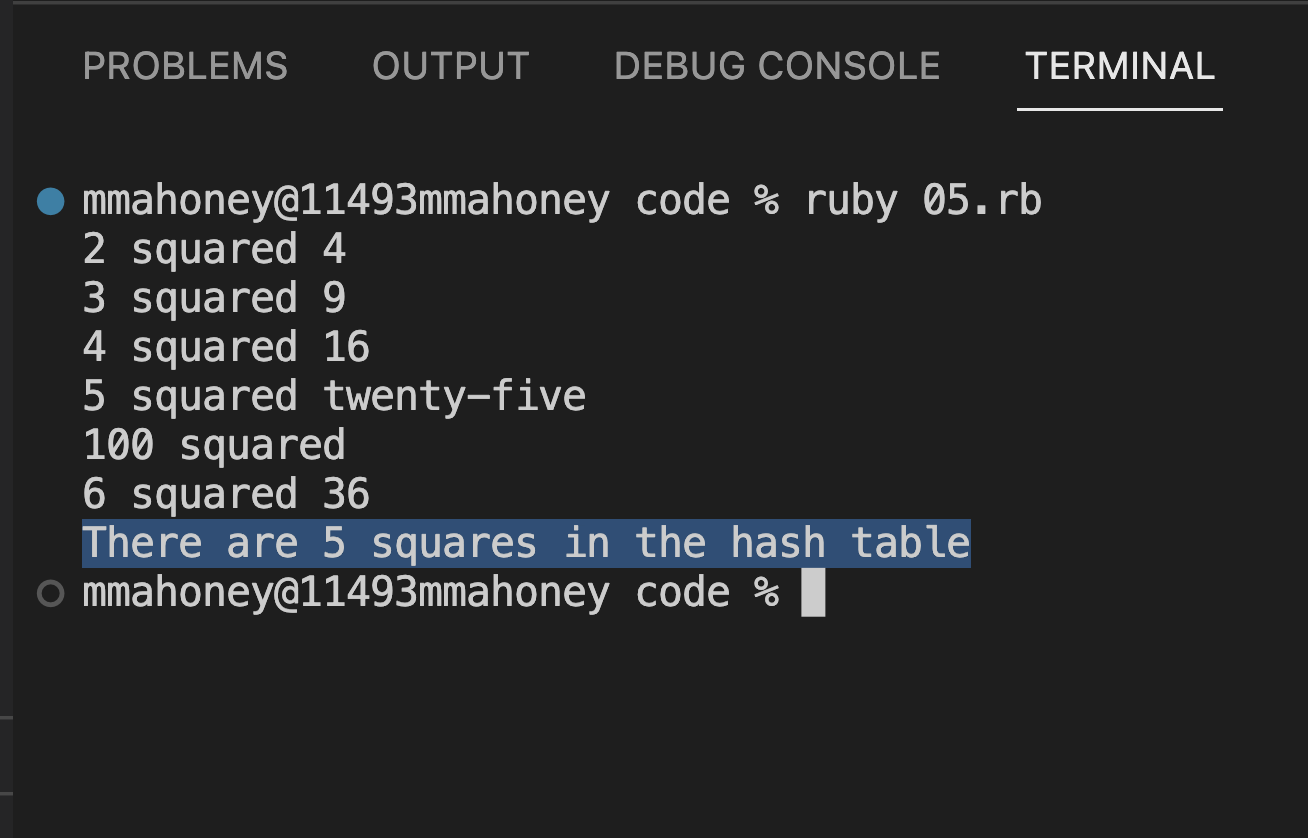 PROBLEMS OUTPUT DEBUG CONSOLE TERMINAL
mmahoney@11493mmahoney code % ruby 05.rb
2 squared 4
3 squared 9
4 squared 16
5 squared twenty-five
100 squared
6 squared 36
There are 5 squares in the hash table
mmahoney@11493mmahoney code %